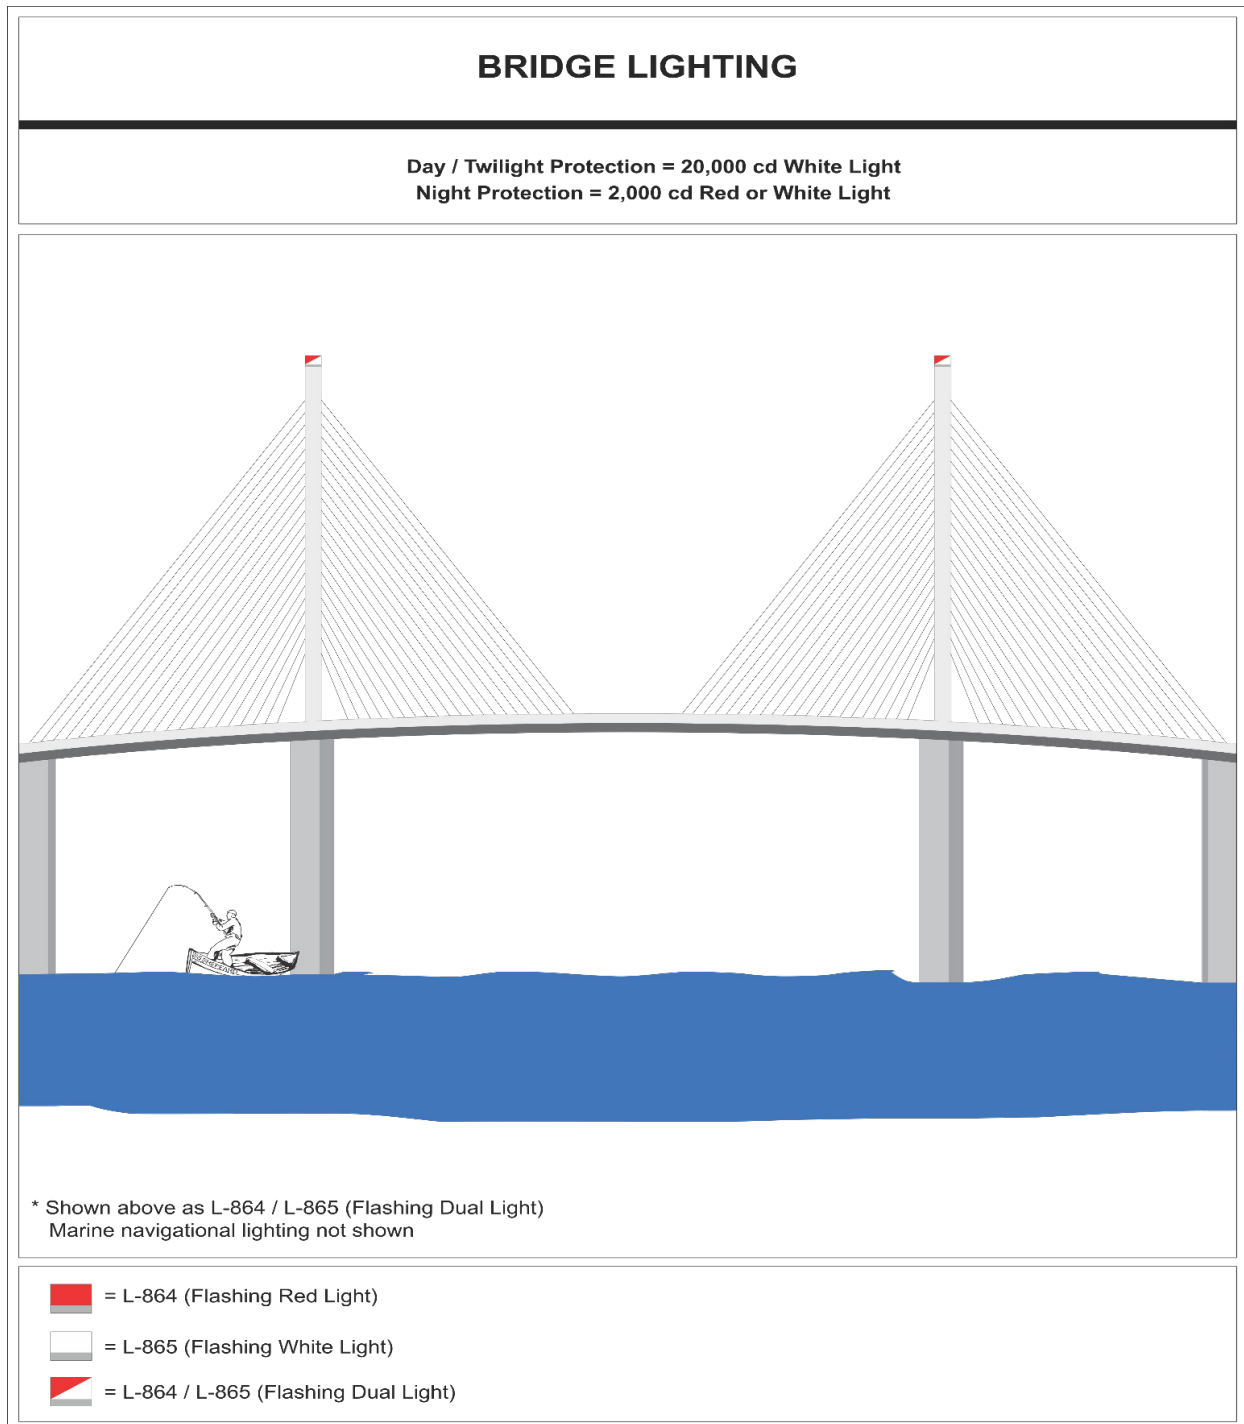 BRIDGE LIGHTING
Day / Twilight Protection = 20,000 cd White Light
Night Protection = 2,000 cd Red or White Light
* Shown above as L-864 / L-865 (Flashing Dual Light)
Marine navigational lighting not shown
= L-864 (Flashing Red Light)
= L-865 (Flashing White Light)
= L-864 / L-865 (Flashing Dual Light)